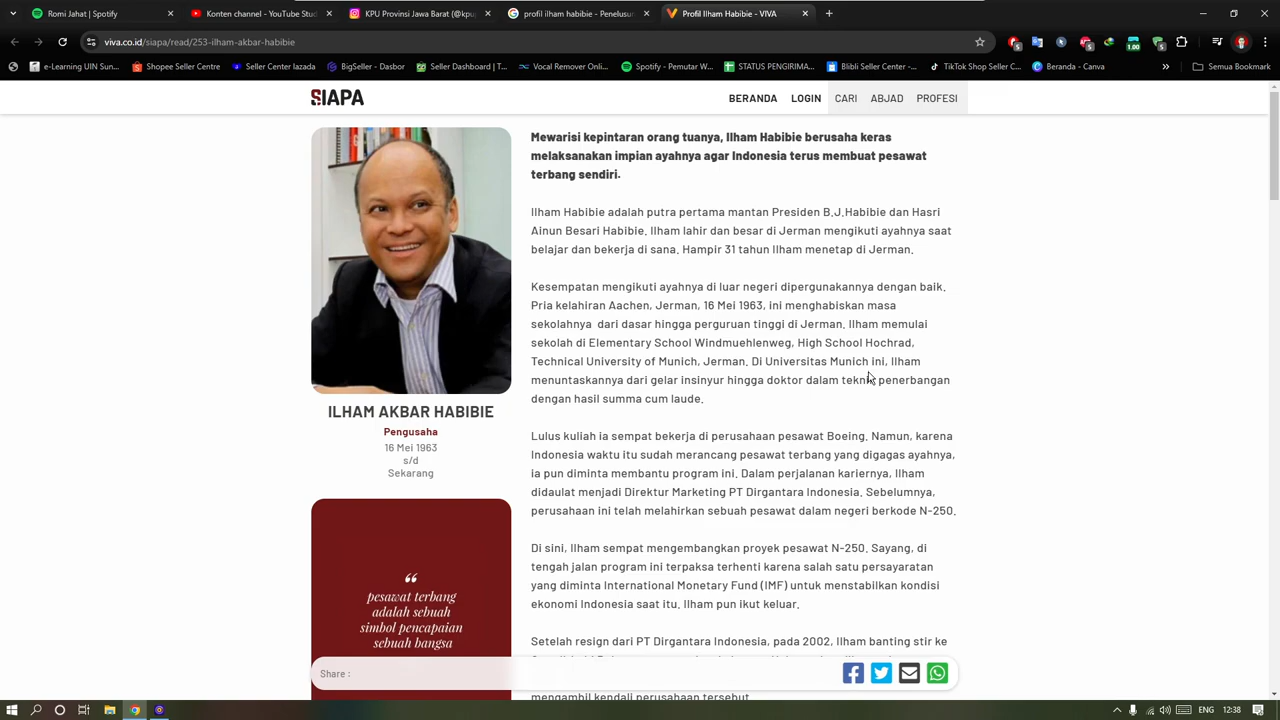 Romi Jahat | Spotify
Konten channel - YouTube Stu
KPU Provinsi Jawa Barat (@kpu
profil ilham habibie - Penelusu
Profil Ilham Habibie - VIVA
viva.co.id/siapa/read/253-ilham-akbar-habibie
e-Learning UIN Sun...
Shopee Seller Centre
Seller Center lazada
BigSeller - Dasbor
Seller Dashboard | T...
Vocal Remover Onli...
Spotify - Pemutar W...
STATUS PENGIRIMA...
Blibli Seller Center -...
TikTok Shop Seller C...
Beranda - Canva
Semua Bookmark
SIAPA
BERANDA LOGIN CARI ABJAD PROFESI
Mewarisi kepintaran orang tuanya, Ilham Habibie berusaha keras
melaksanakan impian ayahnya agar Indonesia terus membuat pesawat
terbang sendiri.
Ilham Habibie adalah putra pertama mantan Presiden B.J.Habibie dan Hasri
Ainun Besari Habibie. Ilham lahir dan besar di Jerman mengikuti ayahnya saat
belajar dan bekerja di sana. Hampir 31 tahun Ilham menetap di Jerman.
Kesempatan mengikuti ayahnya di luar negeri dipergunakannya dengan baik.
Pria kelahiran Aachen, Jerman, 16 Mei 1963, ini menghabiskan masa
sekolahnya  dari dasar hingga perguruan tinggi di Jerman. Ilham memulai
sekolah di Elementary School Windmuehlenweg, High School Hochrad,
Technical University of Munich, Jerman. Di Universitas Munich ini, Ilham
menuntaskannya dari gelar insinyur hingga doktor dalam teknik penerbangan
dengan hasil summa cum laude.
Lulus kuliah ia sempat bekerja di perusahaan pesawat Boeing. Namun, karena
Indonesia waktu itu sudah merancang pesawat terbang yang digagas ayahnya,
ia pun diminta membantu program ini. Dalam perjalanan kariernya, Ilham
didaulat menjadi Direktur Marketing PT Dirgantara Indonesia. Sebelumnya,
perusahaan ini telah melahirkan sebuah pesawat dalam negeri berkode N-250.
Di sini, Ilham sempat mengembangkan proyek pesawat N-250. Sayang, di
tengah jalan program ini terpaksa terhenti karena salah satu persayaratan
yang diminta International Monetary Fund (IMF) untuk menstabilkan kondisi
ekonomi Indonesia saat itu. Ilham pun ikut keluar.
Setelah resign dari PT Dirgantara Indonesia, pada 2002, Ilham banting stir ke
mengambil kendali perusahaan tersebut.
ILHAM AKBAR HABIBIE
Pengusaha
16 Mei 1963
s/d
Sekarang
“
pesawat terbang
adalah sebuah
simbol pencapaian
sebuah bangsa
Share :
1.00
12:38